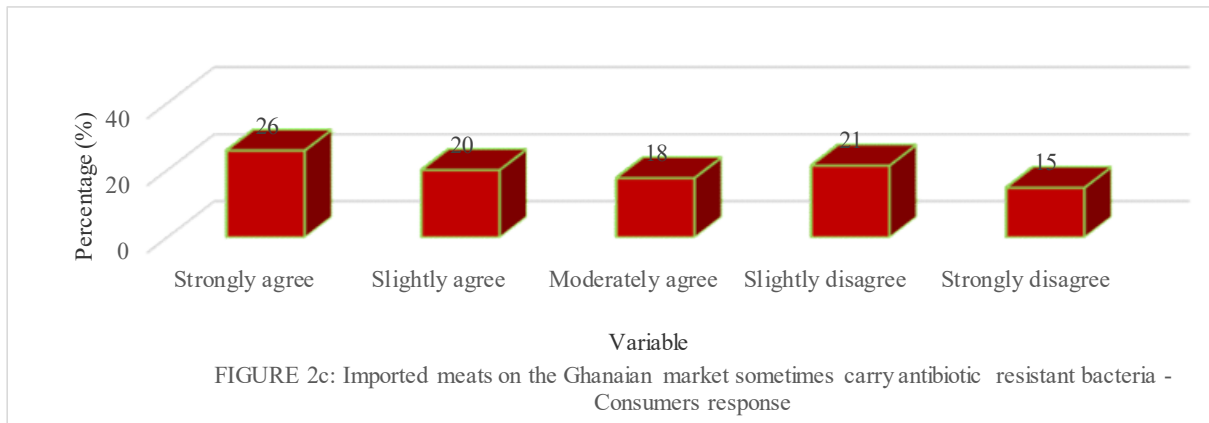 40
20
0
Percentage (%)
26
20
18
21
15
Strongly agree
Slightly agree
Moderately agree
Slightly disagree
Strongly disagree
Variable
FIGURE 2c: Imported meats on the Ghanaian market sometimes carry antibiotic resistant bacteria -
Consumers response